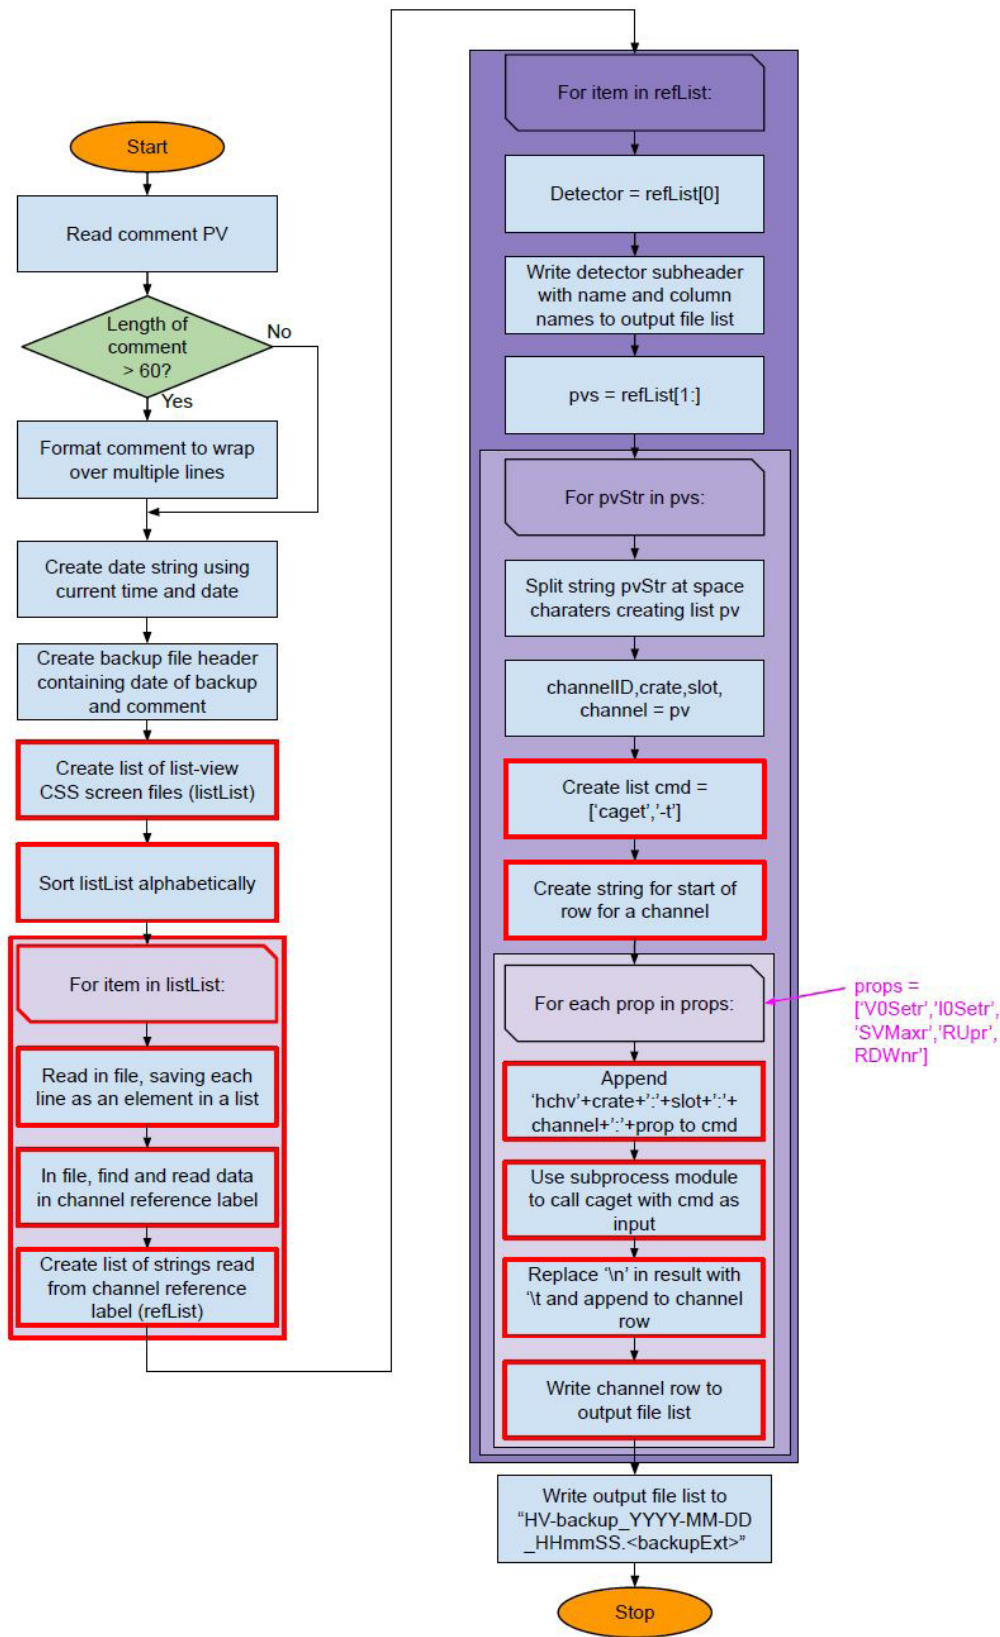 Start
Read comment PV
Length of
comment
> 60?
No
Yes
Format comment to wrap
over multiple lines
Create date string using
current time and date
Create backup file header
containing date of backup
and comment
Create list of list-view
CSS screen files (listList)
Sort listList alphabetically
For item in listList:
Read in file, saving each
line as an element in a list
In file, find and read data
in channel reference label
Create list of strings read
from channel reference
label (refList)
For item in refList:
Detector = refList[0]
Write detector subheader
with name and column
names to output file list
pvs = refList[1:]
For pvStr in pvs:
Split string pvStr at space
charaters creating list pv
channelID,crate,slot,
channel = pv
Create list cmd =
[‘caget’,’-t’]
Create string for start of
row for a channel
For each prop in props:
props =
[‘V0Setr’,’I0Setr’,
’SVMaxr’,’RUpr’,
RDWnr’]
Append
‘hchv’+crate+’:’+slot+’:’+
channel+’:’+prop to cmd
Use subprocess module
to call caget with cmd as
input
Replace ‘\n’ in result with
‘\t and append to channel
row
Write channel row to
output file list
Write output file list to
“HV-backup_YYYY-MM-DD
_HHmmSS.<backupExt>”
Stop